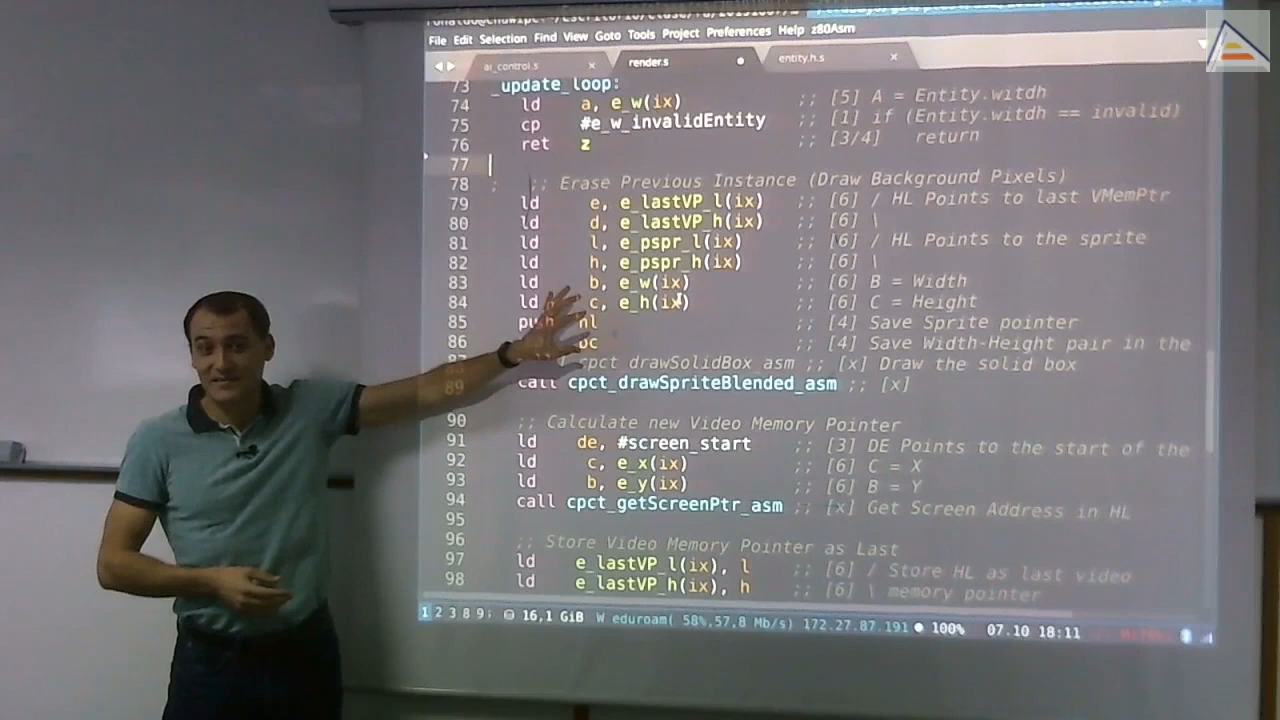 File Edit Selection Find View Goto Tools Project Preferences Help z80Asm
ai_control.s × render.s entity.h.s ×
73 _update_loop:
74 ld a, e_w(ix) ;; [5] A = Entity.witdh
75 cp #e_w_invalidEntity ;; [1] if (Entity.witdh == invalid)
76 ret z ;; [3/4] return
77
78 ; ;; Erase Previous Instance (Draw Background Pixels)
79 ld e, e_lastVP_l(ix) ;; [6] / HL Points to last VMemPtr
80 ld d, e_lastVP_h(ix) ;; [6] \
81 ld l, e_pspr_l(ix) ;; [6] / HL Points to the sprite
82 ld h, e_pspr_h(ix) ;; [6] \
83 ld b, e_w(ix) ;; [6] B = Width
84 ld c, e_h(ix) ;; [6] C = Height
85 push hl ;; [4] Save Sprite pointer
86 bc ;; [4] Save Width-Height pair in the
cpct_drawSolidBox_asm ;; [x] Draw the solid box
89 call cpct_drawSpriteBlended_asm ;; [x]
90 ;; Calculate new Video Memory Pointer
91 ld de, #screen_start ;; [3] DE Points to the start of the
92 ld c, e_x(ix) ;; [6] C = X
93 ld b, e_y(ix) ;; [6] B = Y
94 call cpct_getScreenPtr_asm ;; [x] Get Screen Address in HL
95
96 ;; Store Video Memory Pointer as Last
97 ld e_lastVP_l(ix), l ;; [6] / Store HL as last video
98 ld e_lastVP_h(ix), h ;; [6] \ memory pointer
1 2 3 8 9: 16,1 GiB W eduroam( 58%,57,8 Mb/s) 172.27.87.191 100% 07.10 18:11